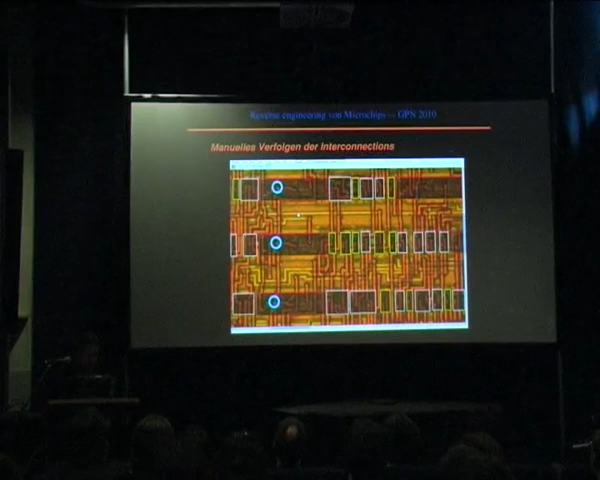 Reverse engineering von Microchips — GPN 2010
Manuelles Verfolgen der Interconnections